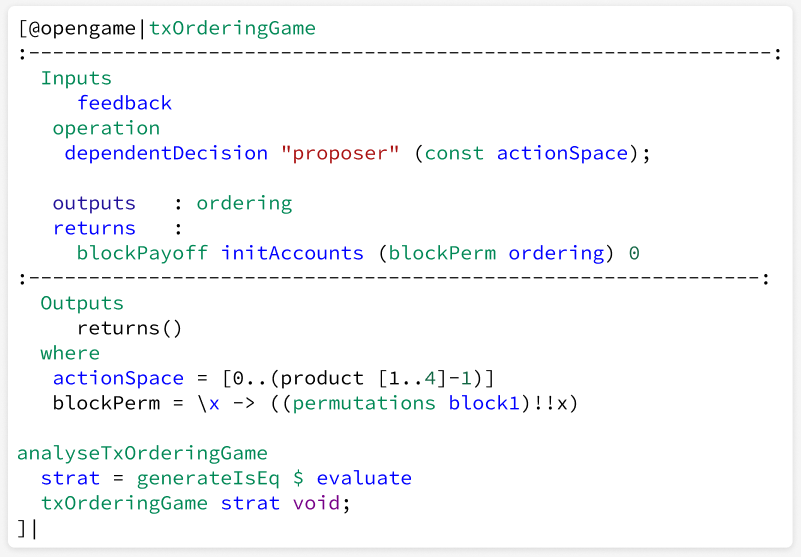 [@opengame|txOrderingGame
:--------------------------------------------------------------:
Inputs
feedback
operation
dependentDecision "proposer" (const actionSpace);
outputs : ordering
returns :
blockPayoff initAccounts (blockPerm ordering) 0
:-------------------------------------------------------------:
Outputs
returns()
where
actionSpace = [0..(product [1..4]-1)]
blockPerm = \x -> ((permutations block1)!!x)
analyseTxOrderingGame
strat = generateIsEq $ evaluate
txOrderingGame strat void;
]|